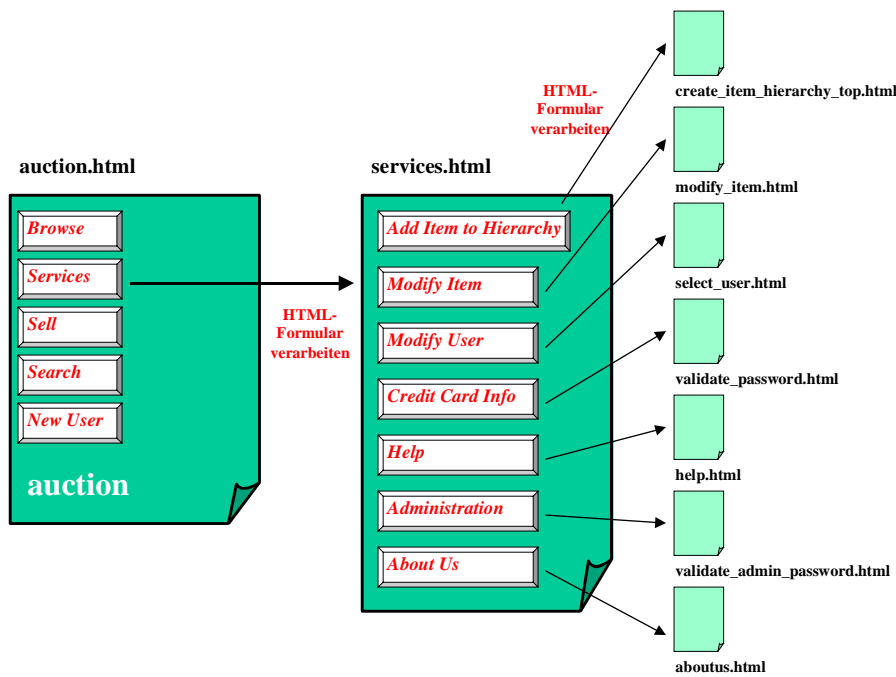 auction.html
Browse
Services
Sell
Search
New User
auction
HTML-
Formular
verarbeiten
services.html
Add Item to Hierarchy
Modify Item
Modify User
Credit Card Info
Help
Administration
About Us
HTML-
Formular
verarbeiten
create_item_hierarchy_top.html
modify_item.html
select_user.html
validate_password.html
help.html
validate_admin_password.html
aboutus.html